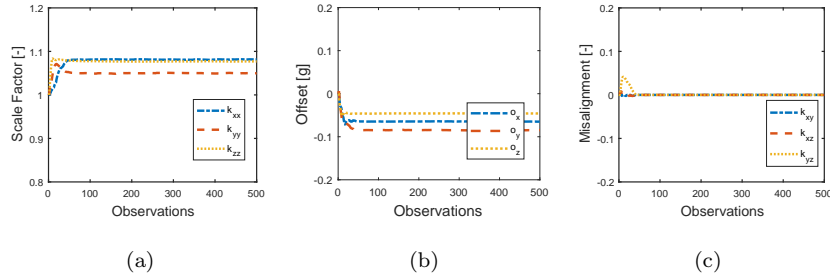 1.2
1.1
1
0.9
0.8
Scale Factor [-]
k_xx
k_yy
k_zz
0 100 200 300 400 500
Observations
(a)
0.2
0.1
0
-0.1
-0.2
Offset [g]
o_x
o_y
o_z
0 100 200 300 400 500
Observations
(b)
0.2
0.1
0
-0.1
-0.2
Misalignment [-]
k_xy
k_xz
k_yz
0 100 200 300 400 500
Observations
(c)